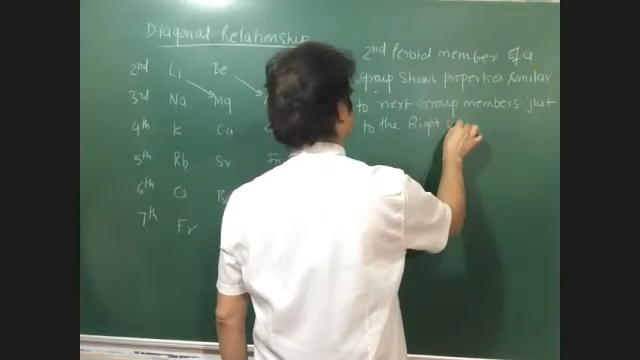 Diagonal Relationship
2nd Li Be
3rd Na Mg
4th K Ca
5th Rb Sr
6th Cs
7th Fr
2nd Peroid member of a
group shows properties similar
to next Group members just
to the Right